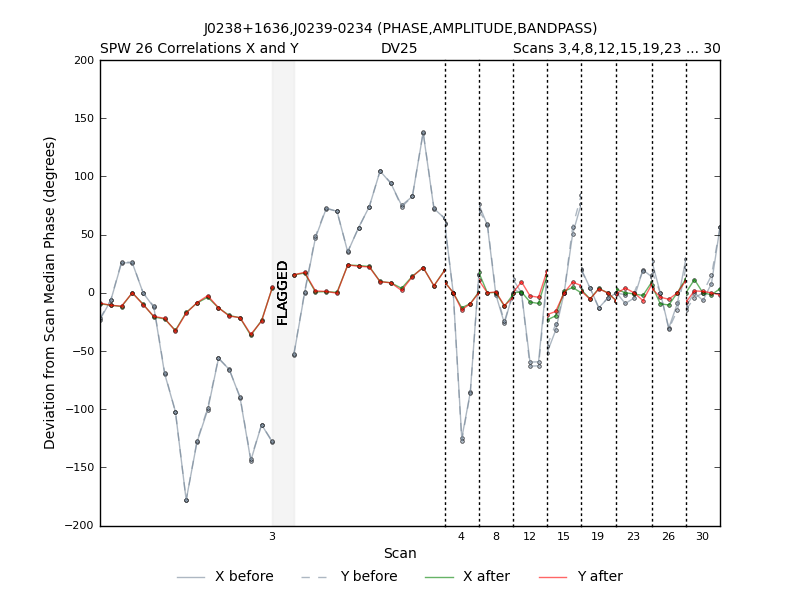 J0238+1636,J0239-0234 (PHASE,AMPLITUDE,BANDPASS)
SPW 26 Correlations X and Y DV25 Scans 3,4,8,12,15,19,23 ... 30
Deviation from Scan Median Phase (degrees)
200
150
100
50
0
−50
−100
−150
−200
FLAGGED
3 4 8 12 15 19 23 26 30
Scan
X before Y before X after Y after